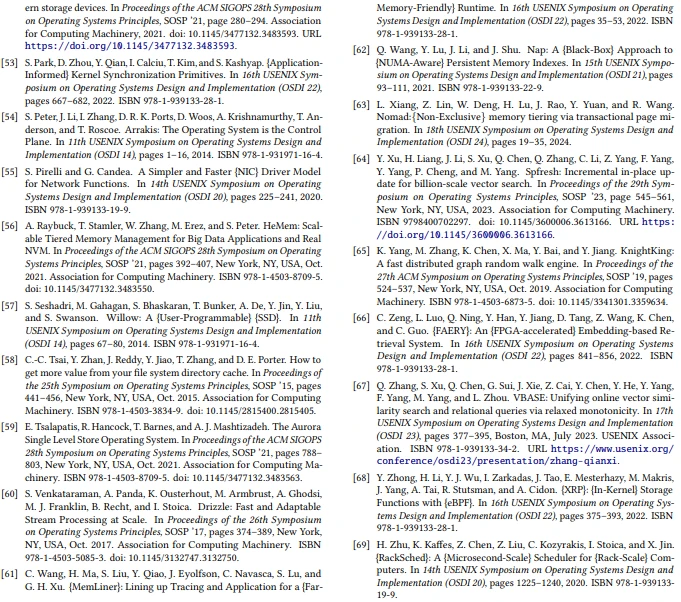 ern storage devices. In Proceedings of the ACM SIGOPS 28th Symposium
on Operating Systems Principles, SOSP '21, page 280–294. Association
for Computing Machinery, 2021. doi: 10.1145/3477132.3483593. URL
https://doi.org/10.1145/3477132.3483593.
[53] S. Park, D. Zhou, Y. Qian, I. Calciu, T. Kim, and S. Kashyap. {Application-
Informed} Kernel Synchronization Primitives. In 16th USENIX Sym-
posium on Operating Systems Design and Implementation (OSDI 22),
pages 667–682, 2022. ISBN 978-1-939133-28-1.
[54] S. Peter, J. Li, I. Zhang, D. R. K. Ports, D. Woos, A. Krishnamurthy, T. An-
derson, and T. Roscoe. Arrakis: The Operating System is the Control
Plane. In 11th USENIX Symposium on Operating Systems Design and
Implementation (OSDI 14), pages 1–16, 2014. ISBN 978-1-931971-16-4.
[55] S. Pirelli and G. Candea. A Simpler and Faster {NIC} Driver Model
for Network Functions. In 14th USENIX Symposium on Operating
Systems Design and Implementation (OSDI 20), pages 225–241, 2020.
ISBN 978-1-939133-19-9.
[56] A. Raybuck, T. Stamler, W. Zhang, M. Erez, and S. Peter. HeMem: Scal-
able Tiered Memory Management for Big Data Applications and Real
NVM. In Proceedings of the ACM SIGOPS 28th Symposium on Operating
Systems Principles, SOSP '21, pages 392–407, New York, NY, USA, Oct.
2021. Association for Computing Machinery. ISBN 978-1-4503-8709-5.
doi: 10.1145/3477132.3483550.
[57] S. Seshadri, M. Gahagan, S. Bhaskaran, T. Bunker, A. De, Y. Jin, Y. Liu,
and S. Swanson. Willow: A {User-Programmable} {SSD}. In 11th
USENIX Symposium on Operating Systems Design and Implementation
(OSDI 14), pages 67–80, 2014. ISBN 978-1-931971-16-4.
[58] C.-C. Tsai, Y. Zhan, J. Reddy, Y. Jiao, T. Zhang, and D. E. Porter. How to
get more value from your file system directory cache. In Proceedings of
the 25th Symposium on Operating Systems Principles, SOSP '15, pages
441–456, New York, NY, USA, Oct. 2015. Association for Computing
Machinery. ISBN 978-1-4503-3834-9. doi: 10.1145/2815400.2815405.
[59] E. Tsalapatis, R. Hancock, T. Barnes, and A. J. Mashtizadeh. The Aurora
Single Level Store Operating System. In Proceedings of the ACM SIGOPS
28th Symposium on Operating Systems Principles, SOSP '21, pages 788–
803, New York, NY, USA, Oct. 2021. Association for Computing Ma-
chinery. ISBN 978-1-4503-8709-5. doi: 10.1145/3477132.3483563.
[60] S. Venkataraman, A. Panda, K. Ousterhout, M. Armbrust, A. Ghodsi,
M. J. Franklin, B. Recht, and I. Stoica. Drizzle: Fast and Adaptable
Stream Processing at Scale. In Proceedings of the 26th Symposium
on Operating Systems Principles, SOSP '17, pages 374–389, New York,
NY, USA, Oct. 2017. Association for Computing Machinery. ISBN
978-1-4503-5085-3. doi: 10.1145/3132747.3132750.
[61] C. Wang, H. Ma, S. Liu, Y. Qiao, J. Eyolfson, C. Navasca, S. Lu, and
G. H. Xu. {MemLiner}: Lining up Tracing and Application for a {Far-
Memory-Friendly} Runtime. In 16th USENIX Symposium on Operating
Systems Design and Implementation (OSDI 22), pages 35–53, 2022. ISBN
978-1-939133-28-1.
[62] Q. Wang, Y. Lu, J. Li, and J. Shu. Nap: A {Black-Box} Approach to
{NUMA-Aware} Persistent Memory Indexes. In 15th USENIX Sympo-
sium on Operating Systems Design and Implementation (OSDI 21), pages
93–111, 2021. ISBN 978-1-939133-22-9.
[63] L. Xiang, Z. Lin, W. Deng, H. Lu, J. Rao, Y. Yuan, and R. Wang.
Nomad:{Non-Exclusive} memory tiering via transactional page mi-
gration. In 18th USENIX Symposium on Operating Systems Design and
Implementation (OSDI 24), pages 19–35, 2024.
[64] Y. Xu, H. Liang, J. Li, S. Xu, Q. Chen, Q. Zhang, C. Li, Z. Yang, F. Yang,
Y. Yang, P. Cheng, and M. Yang. Spfresh: Incremental in-place up-
date for billion-scale vector search. In Proceedings of the 29th Sym-
posium on Operating Systems Principles, SOSP '23, page 545–561,
New York, NY, USA, 2023. Association for Computing Machinery.
ISBN 9798400702297. doi: 10.1145/3600006.3613166. URL https:
//doi.org/10.1145/3600006.3613166.
[65] K. Yang, M. Zhang, K. Chen, X. Ma, Y. Bai, and Y. Jiang. KnightKing:
A fast distributed graph random walk engine. In Proceedings of the
27th ACM Symposium on Operating Systems Principles, SOSP '19, pages
524–537, New York, NY, USA, Oct. 2019. Association for Computing
Machinery. ISBN 978-1-4503-6873-5. doi: 10.1145/3341301.3359634.
[66] C. Zeng, L. Luo, Q. Ning, Y. Han, Y. Jiang, D. Tang, Z. Wang, K. Chen,
and C. Guo. {FAERY}: An {FPGA-accelerated} Embedding-based Re-
trieval System. In 16th USENIX Symposium on Operating Systems
Design and Implementation (OSDI 22), pages 841–856, 2022. ISBN
978-1-939133-28-1.
[67] Q. Zhang, S. Xu, Q. Chen, G. Sui, J. Xie, Z. Cai, Y. Chen, Y. He, Y. Yang,
F. Yang, M. Yang, and L. Zhou. VBASE: Unifying online vector simi-
larity search and relational queries via relaxed monotonicity. In 17th
USENIX Symposium on Operating Systems Design and Implementation
(OSDI 23), pages 377–395, Boston, MA, July 2023. USENIX Associ-
ation. ISBN 978-1-939133-34-2. URL https://www.usenix.org/
conference/osdi23/presentation/zhang-qianxi.
[68] Y. Zhong, H. Li, Y. J. Wu, I. Zarkadas, J. Tao, E. Mesterhazy, M. Makris,
J. Yang, A. Tai, R. Stutsman, and A. Cidon. {XRP}: {In-Kernel} Storage
Functions with {eBPF}. In 16th USENIX Symposium on Operating Sys-
tems Design and Implementation (OSDI 22), pages 375–393, 2022. ISBN
978-1-939133-28-1.
[69] H. Zhu, K. Kaffes, Z. Chen, Z. Liu, C. Kozyrakis, I. Stoica, and X. Jin.
{RackSched}: A {Microsecond-Scale} Scheduler for {Rack-Scale} Com-
puters. In 14th USENIX Symposium on Operating Systems Design and
Implementation (OSDI 20), pages 1225–1240, 2020. ISBN 978-1-939133-
19-9.